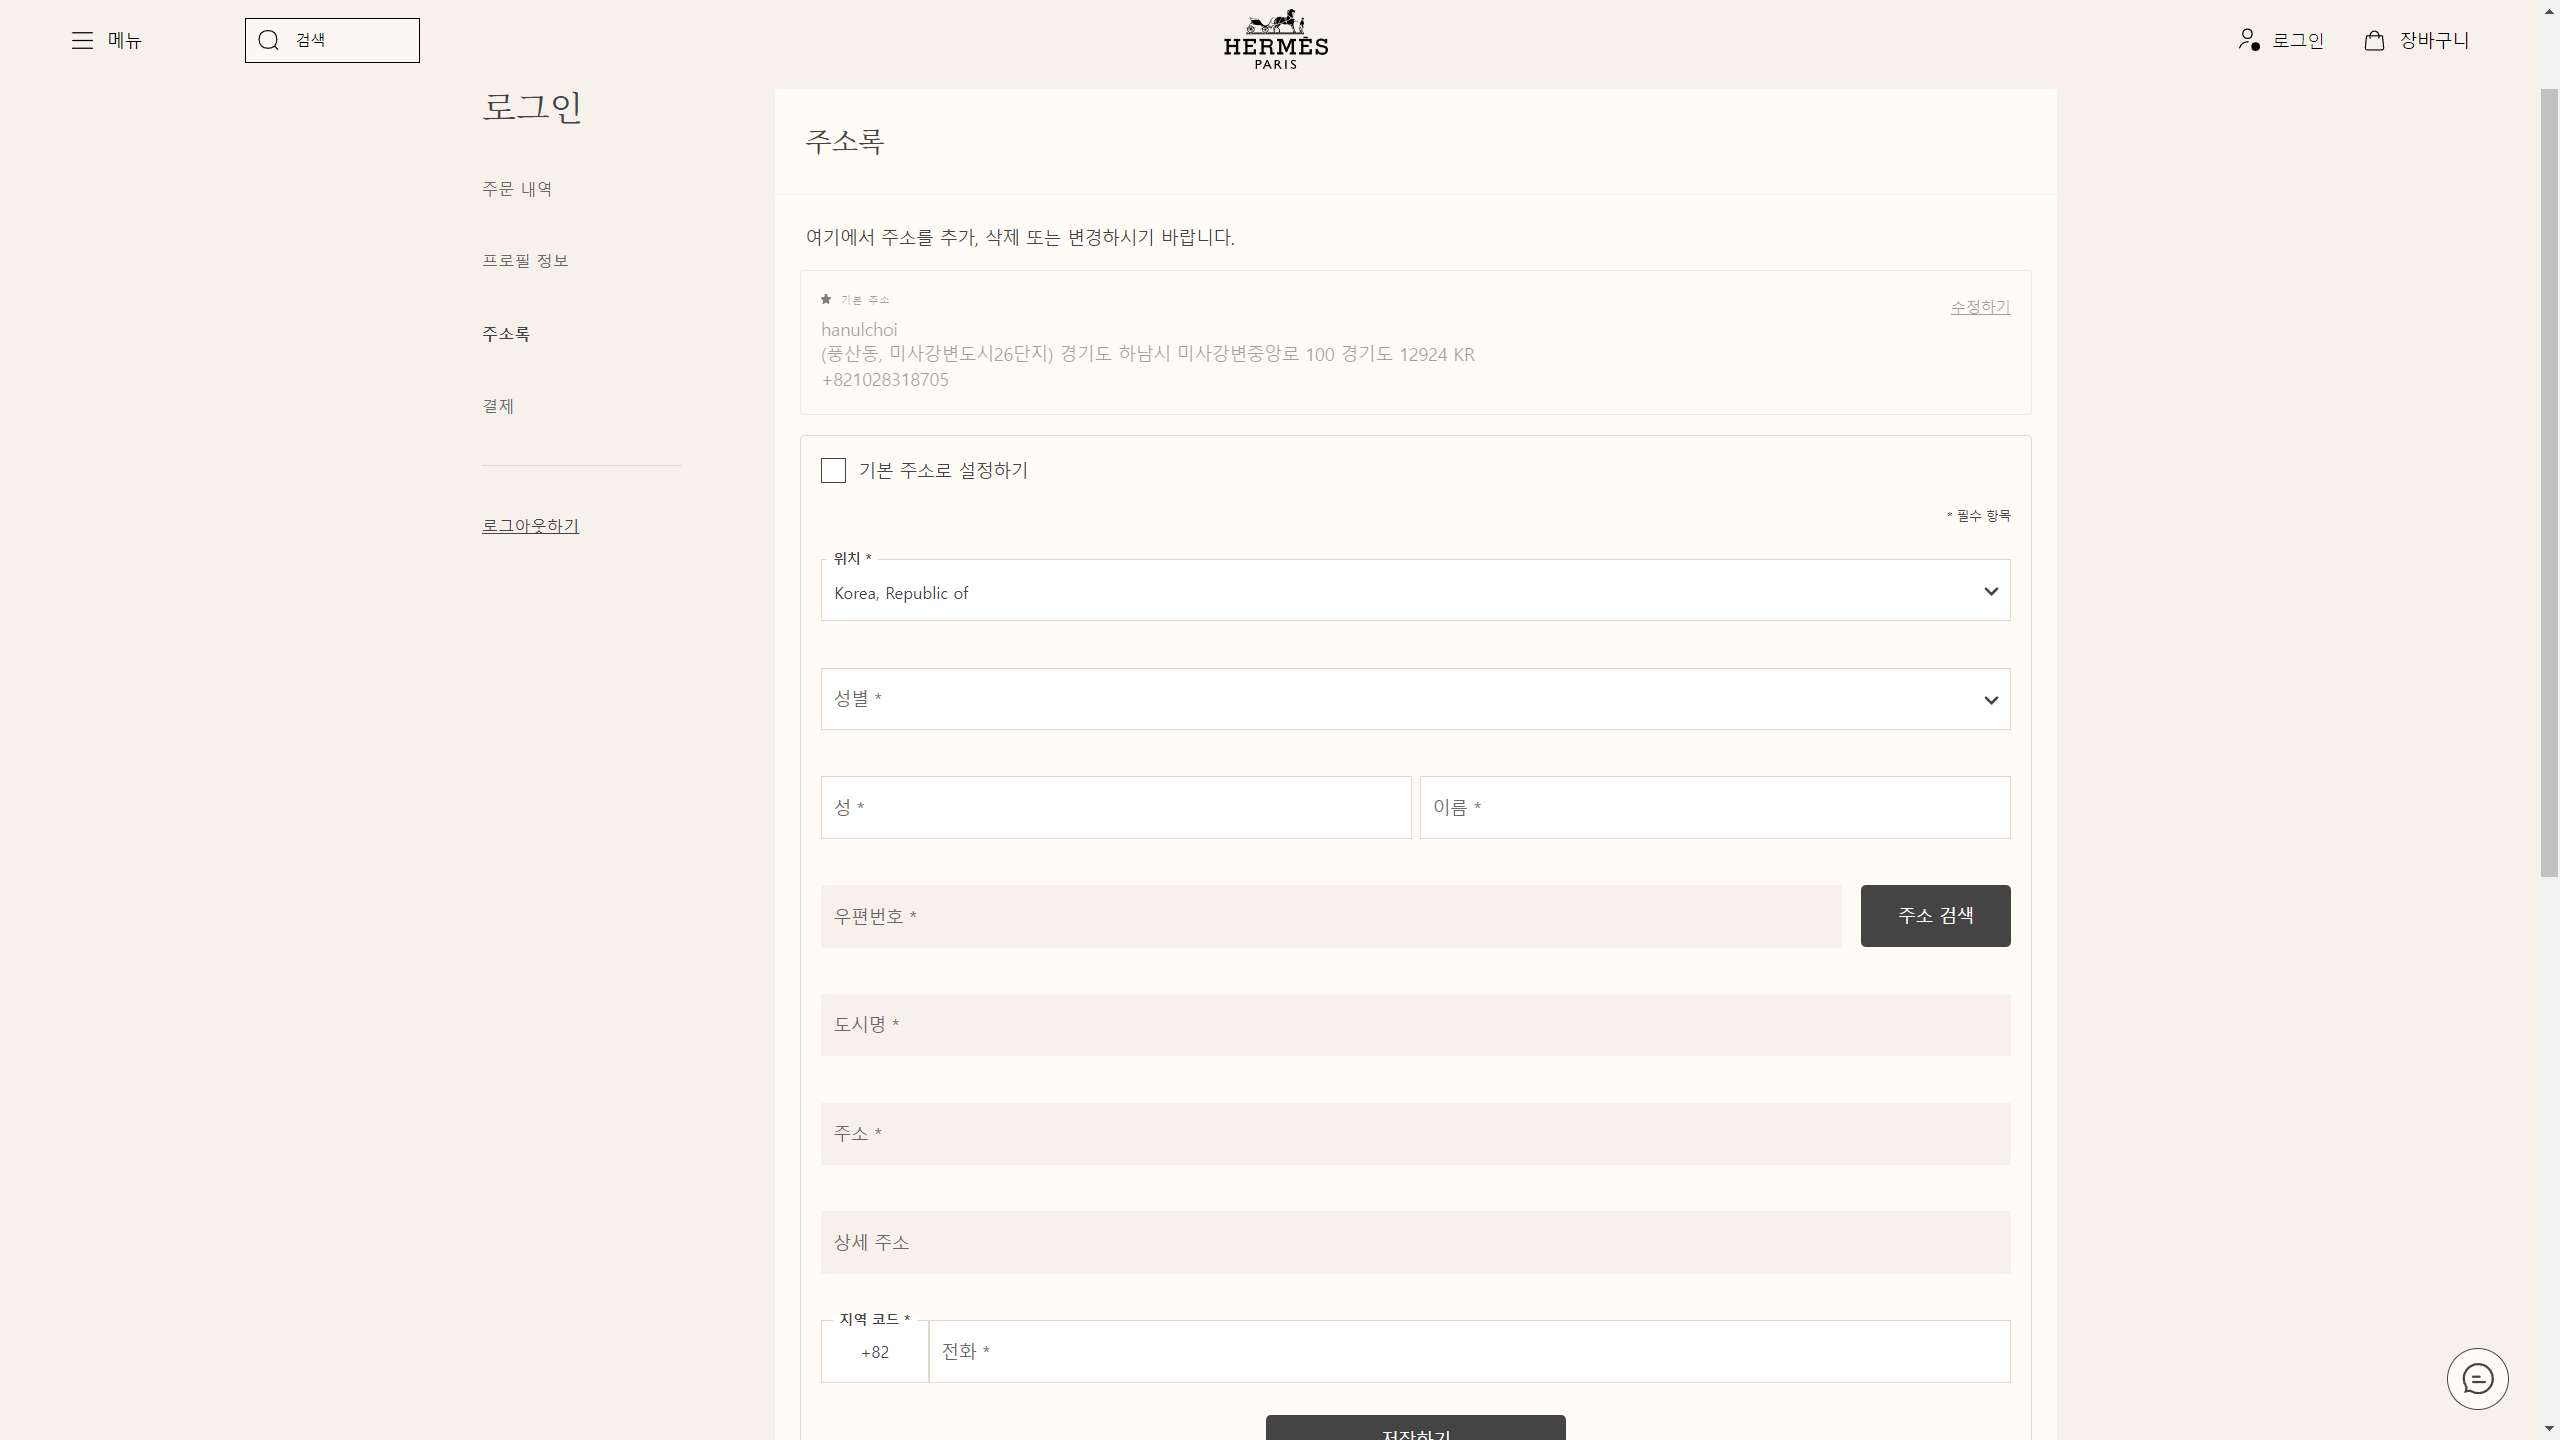 메뉴
검색
HERMÈS
PARIS
로그인
장바구니
로그인
주문 내역
프로필 정보
주소록
결제
로그아웃하기
주소록
여기에서 주소를 추가, 삭제 또는 변경하시기 바랍니다.
기본 주소
수정하기
hanulchoi
(풍산동, 미사강변도시26단지) 경기도 하남시 미사강변중앙로 100 경기도 12924 KR
+821028318705
기본 주소로 설정하기
* 필수 항목
위치 *
Korea, Republic of
성별 *
성 *
이름 *
우편번호 *
주소 검색
도시명 *
주소 *
상세 주소
지역 코드 *
+82
전화 *
저장하기